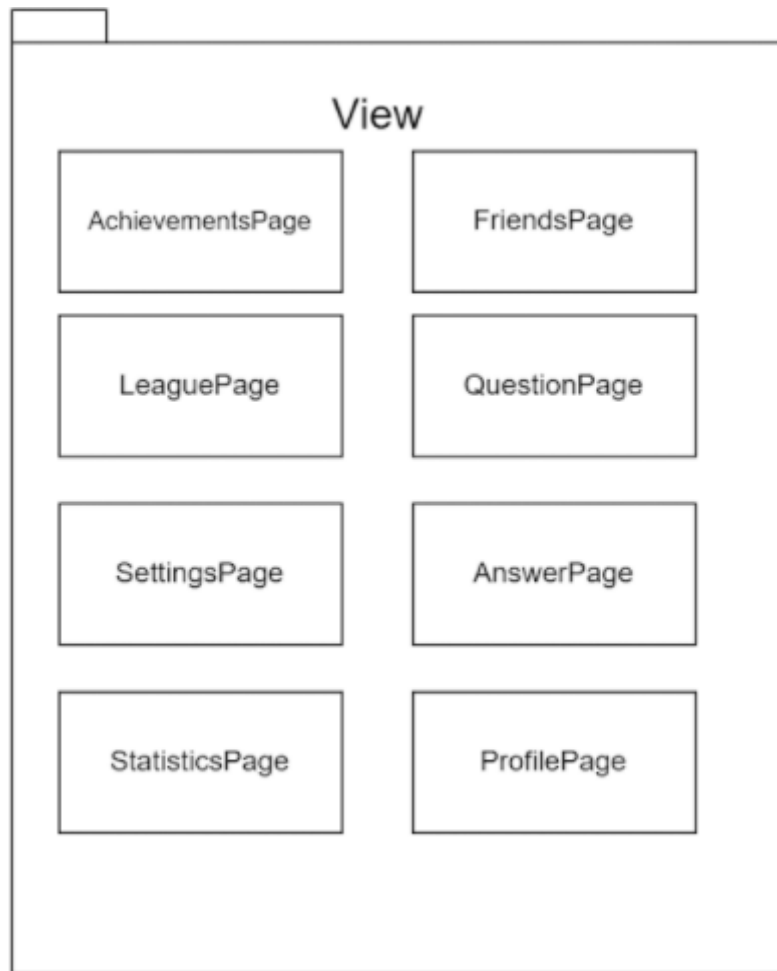 View
AchievementsPage
FriendsPage
LeaguePage
QuestionPage
SettingsPage
AnswerPage
StatisticsPage
ProfilePage